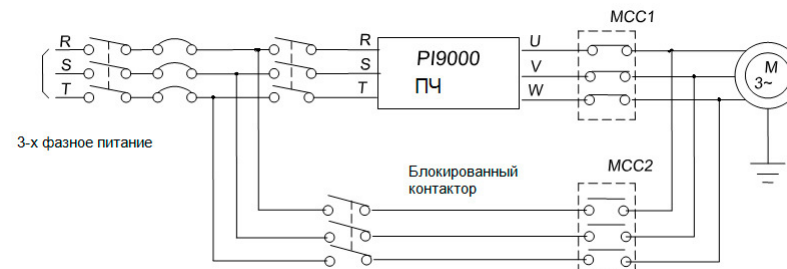 MCC1
R R U
S S V
T T W
PI9000
ПЧ
M
3~
3-х фазное питание
Блокированный
контактор
MCC2